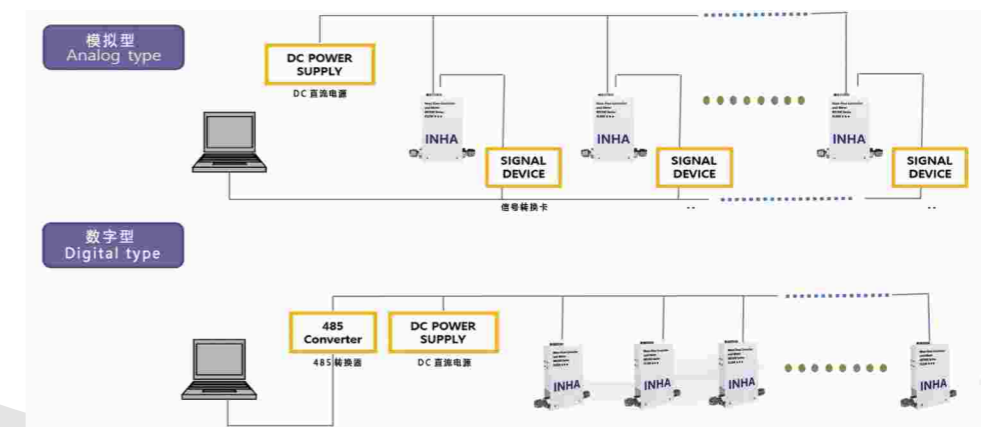 模拟型
Analog type
DC POWER
SUPPLY
DC 直流电源
INHA
INHA
INHA
SIGNAL
DEVICE
SIGNAL
DEVICE
SIGNAL
DEVICE
信号转换卡
数字型
Digital type
485
Converter
485 转换器
DC POWER
SUPPLY
DC 直流电源
INHA
INHA
INHA
INHA